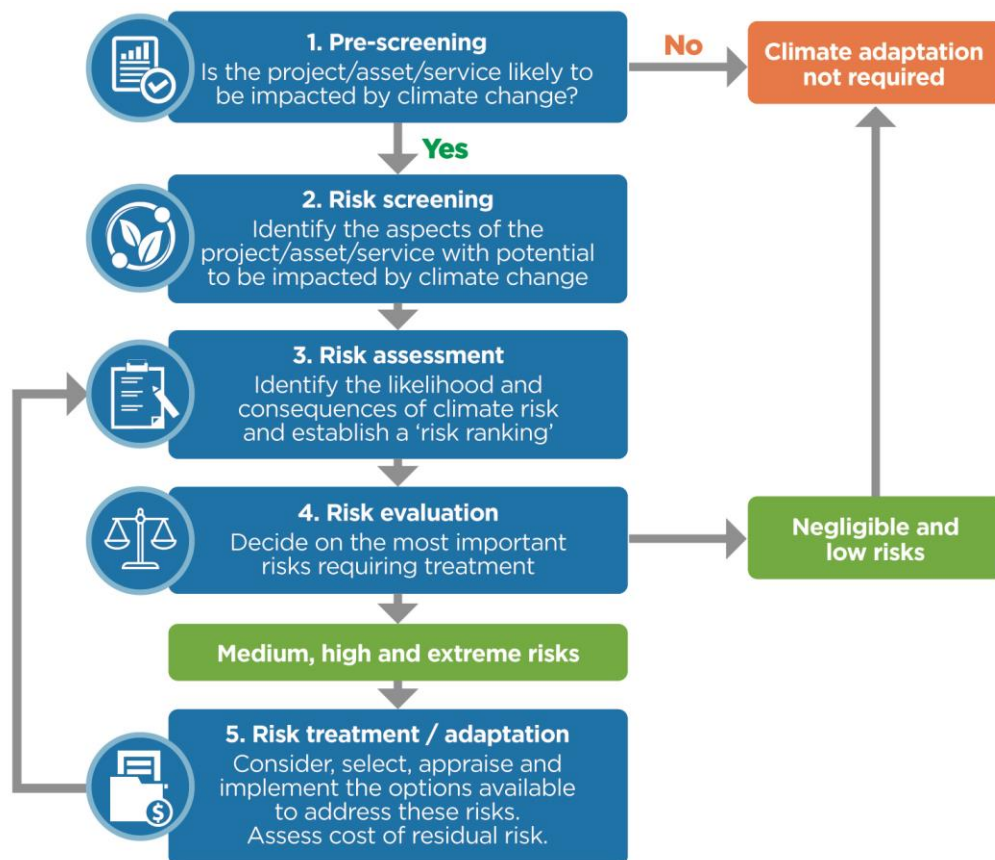 1. Pre-screening
Is the project/asset/service likely to
be impacted by climate change?
No
Climate adaptation
not required
Yes
2. Risk screening
Identify the aspects of the
project/asset/service with potential
to be impacted by climate change
3. Risk assessment
Identify the likelihood and
consequences of climate risk
and establish a ‘risk ranking’
4. Risk evaluation
Decide on the most important
risks requiring treatment
Negligible and
low risks
Medium, high and extreme risks
5. Risk treatment / adaptation
Consider, select, appraise and
implement the options available
to address these risks.
Assess cost of residual risk.
$